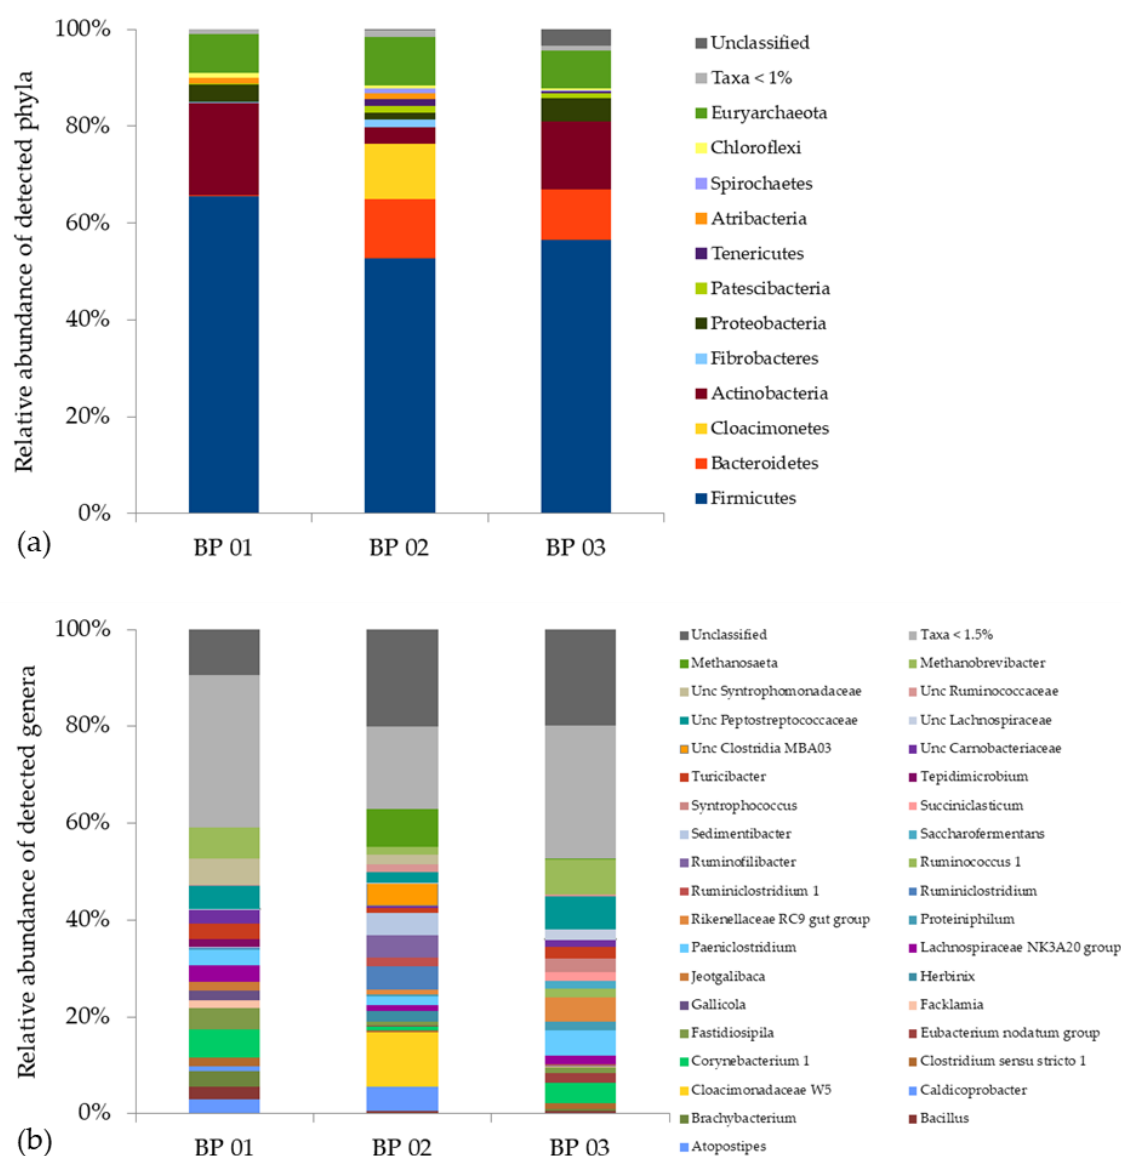 100%
80%
60%
40%
20%
0%
Relative abundance of detected phyla
BP 01
BP 02
BP 03
Unclassified
Taxa < 1%
Euryarchaeota
Chloroflexi
Spirochaetes
Atribacteria
Tenericutes
Patescibacteria
Proteobacteria
Fibrobacteres
Actinobacteria
Cloacimonetes
Bacteroidetes
Firmicutes
(a)
100%
80%
60%
40%
20%
0%
Relative abundance of detected genera
BP 01
BP 02
BP 03
Unclassified
Taxa < 1.5%
Methanosaeta
Methanobrevibacter
Unc Syntrophomonadaceae
Unc Ruminococcaceae
Unc Peptostreptococcaceae
Unc Lachnospiraceae
Unc Clostridia MBA03
Unc Carnobacteriaceae
Turicibacter
Tepidimicrobium
Syntrophococcus
Succiniclasticum
Sedimentibacter
Saccharofermentans
Ruminofilibacter
Ruminococcus 1
Ruminiclostridium 1
Ruminiclostridium
Rikenellaceae RC9 gut group
Proteiniphilum
Paeniclostridium
Lachnospiraceae NK3A20 group
Jeotgalibaca
Herbinix
Gallicola
Facklamia
Fastidiosipila
Eubacterium nodatum group
Corynebacterium 1
Clostridium sensu stricto 1
Cloacimonadaceae W5
Caldicoprobacter
Brachybacterium
Bacillus
Atopostipes
(b)